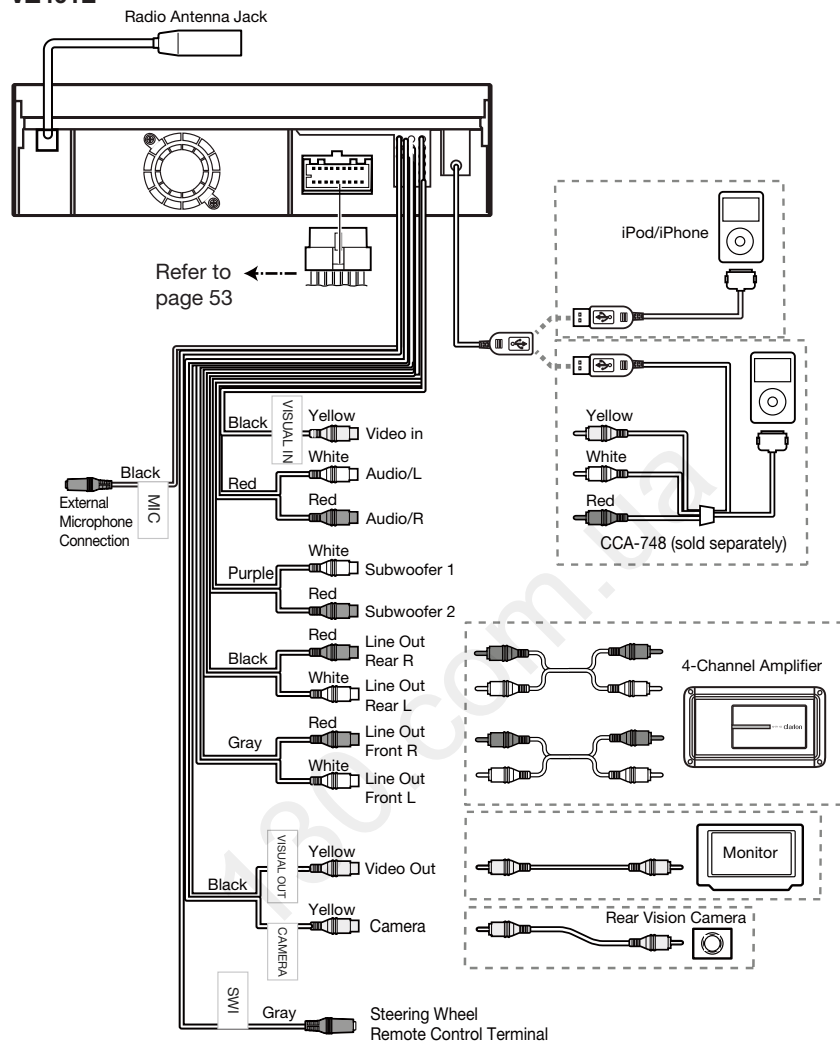 Radio Antenna Jack
Refer to
page 53
iPod/iPhone
Black
VISUAL IN
Yellow
Video in
White
Audio/L
Red
Red
Audio/R
Black
MIC
External
Microphone
Connection
Yellow
White
Red
CCA-748 (sold separately)
White
Subwoofer 1
Purple
Red
Subwoofer 2
Red
Line Out
Rear R
Black
White
Line Out
Rear L
Red
Line Out
Front R
Gray
White
Line Out
Front L
4-Channel Amplifier
clarion
VISUAL OUT
Yellow
Video Out
Black
Yellow
Camera
CAMERA
Monitor
Rear Vision Camera
SWI
Gray
Steering Wheel
Remote Control Terminal
130.com.ua